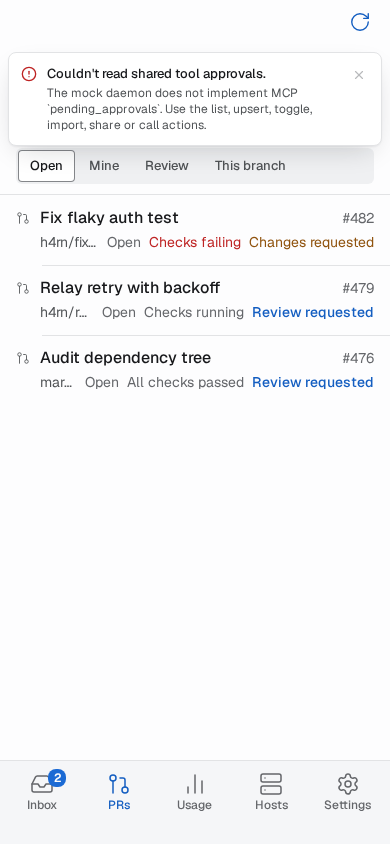 Couldn't read shared tool approvals.
The mock daemon does not implement MCP
`pending_approvals`. Use the list, upsert, toggle,
import, share or call actions.
Open Mine Review This branch
Fix flaky auth test #482
h4rn/fix... Open Checks failing Changes requested
Relay retry with backoff #479
h4rn/r... Open Checks running Review requested
Audit dependency tree #476
mar... Open All checks passed Review requested
2
Inbox PRs Usage Hosts Settings